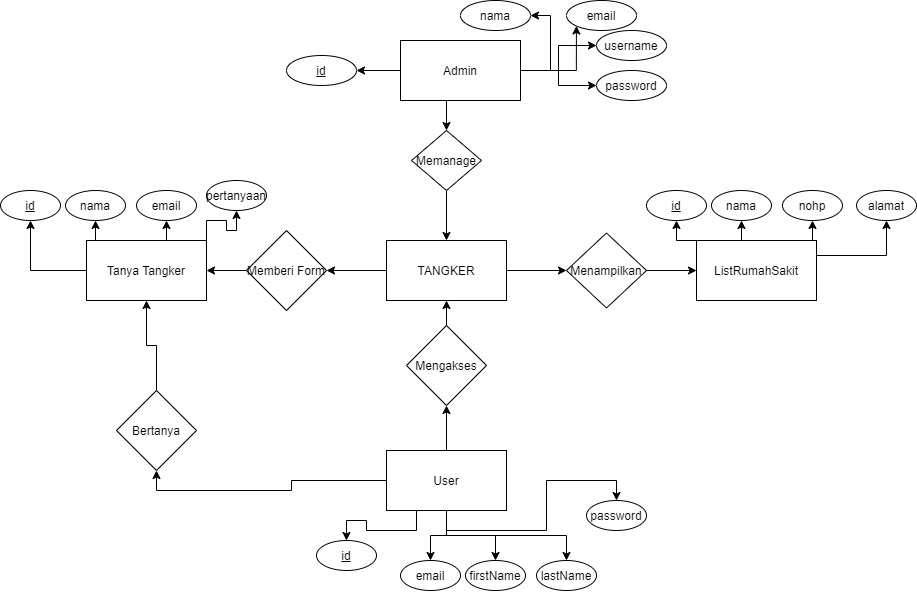 nama
email
username
id
Admin
password
Memanage
id
nama
email
pertanyaan
id
nama
nohp
alamat
Tanya Tangker
Memberi Form
TANGKER
Menampilkan
ListRumahSakit
Mengakses
Bertanya
User
password
id
email
firstName
lastName